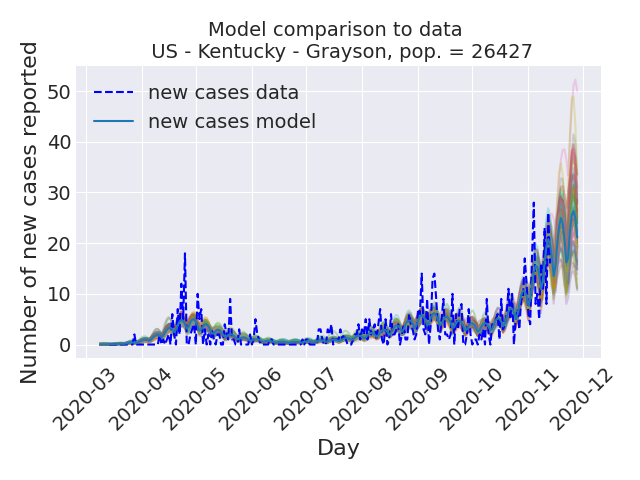 Model comparison to data
US - Kentucky - Grayson, pop. = 26427
Number of new cases reported
50
40
30
20
10
0
new cases data
new cases model
2020-03
2020-04
2020-05
2020-06
2020-07
2020-08
2020-09
2020-10
2020-11
2020-12
Day